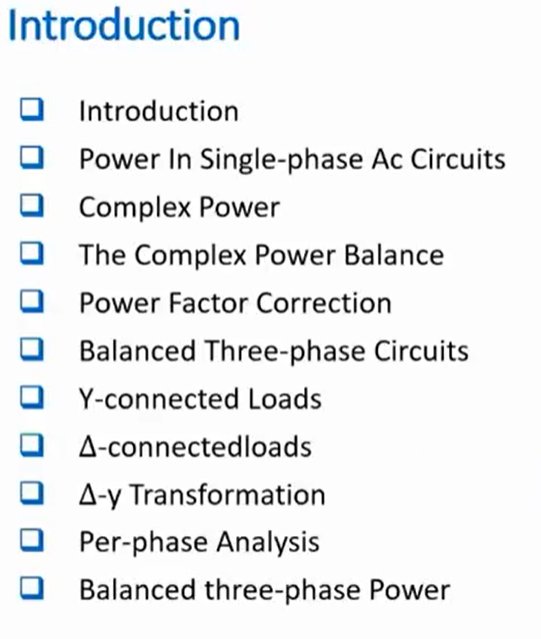 Introduction
Introduction
Power In Single-phase Ac Circuits
Complex Power
The Complex Power Balance
Power Factor Correction
Balanced Three-phase Circuits
Y-connected Loads
Δ-connectedloads
Δ-y Transformation
Per-phase Analysis
Balanced three-phase Power